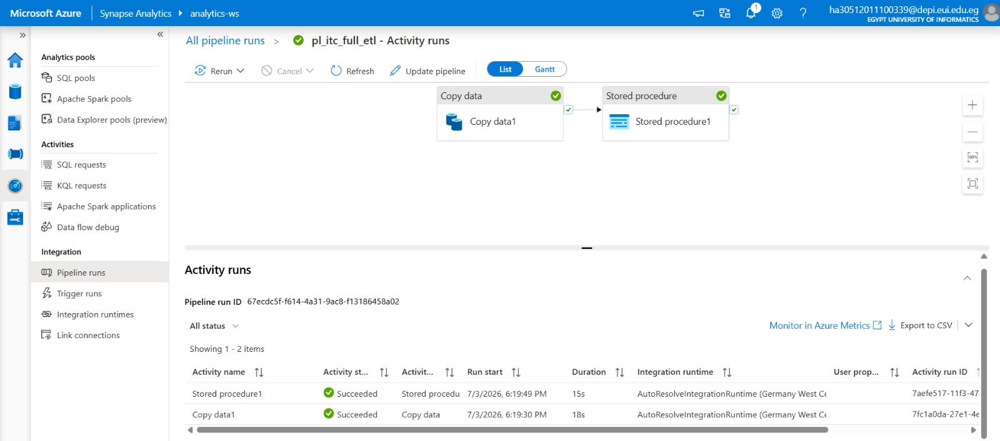 Microsoft Azure
Synapse Analytics
analytics-ws
1
ha30512011100339@depi.eui.edu.eg
EGYPT UNIVERSITY OF INFORMATICS
Analytics pools
SQL pools
Apache Spark pools
Data Explorer pools (preview)
Activities
SQL requests
KQL requests
Apache Spark applications
Data flow debug
Integration
Pipeline runs
Trigger runs
Integration runtimes
Link connections
All pipeline runs > pl_itc_full_etl - Activity runs
Rerun Cancel Refresh Update pipeline List Gantt
Copy data
Copy data1
Stored procedure
Stored procedure1
100%
Activity runs
Pipeline run ID 67ecdc5f-f614-4a31-9ac8-f13186458a02
All status
Monitor in Azure Metrics Export to CSV
Showing 1 - 2 items
Activity name Activity st... Activit... Run start Duration Integration runtime User prop... Activity run ID
Stored procedure1 Succeeded Stored procedu 7/3/2026, 6:19:49 PM 15s AutoResolveIntegrationRuntime (Germany West Ce 7aefe517-11f3-47
Copy data1 Succeeded Copy data 7/3/2026, 6:19:30 PM 18s AutoResolveIntegrationRuntime (Germany West Ce 7fc1a0da-27e1-4e